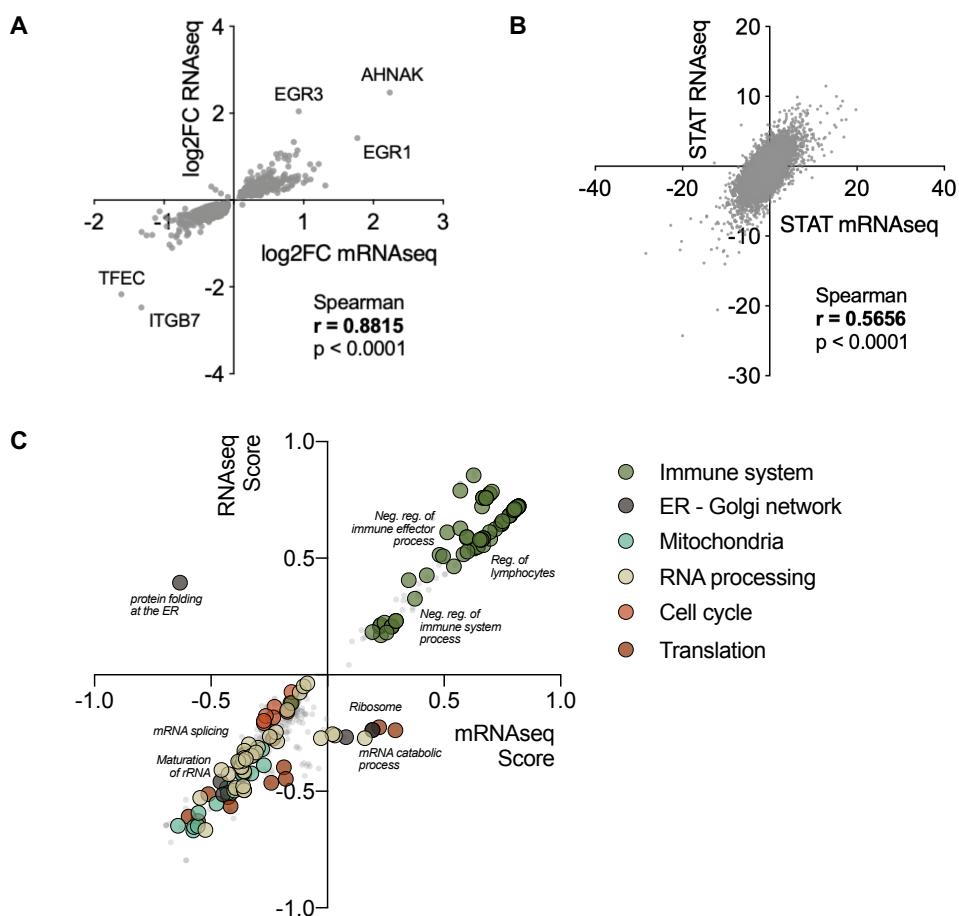 A
log2FC RNAseq
4
2
-2
-4
-2
-1
1
2
3
log2FC mRNAseq
AHNAK
EGR3
EGR1
TFEC
ITGB7
Spearman
r = 0.8815
p < 0.0001
B
STAT RNAseq
20
10
-10
-20
-30
-40
-20
20
40
STAT mRNAseq
Spearman
r = 0.5656
p < 0.0001
C
RNAseq
Score
1.0
0.5
-0.5
-1.0
-1.0
-0.5
0.5
1.0
mRNAseq
Score
Neg. reg. of
immune effector
process
Reg. of
lymphocytes
Neg. reg. of
immune system
process
protein folding
at the ER
Ribosome
mRNA catabolic
process
mRNA splicing
Maturation
of rRNA
Immune system
ER - Golgi network
Mitochondria
RNA processing
Cell cycle
Translation